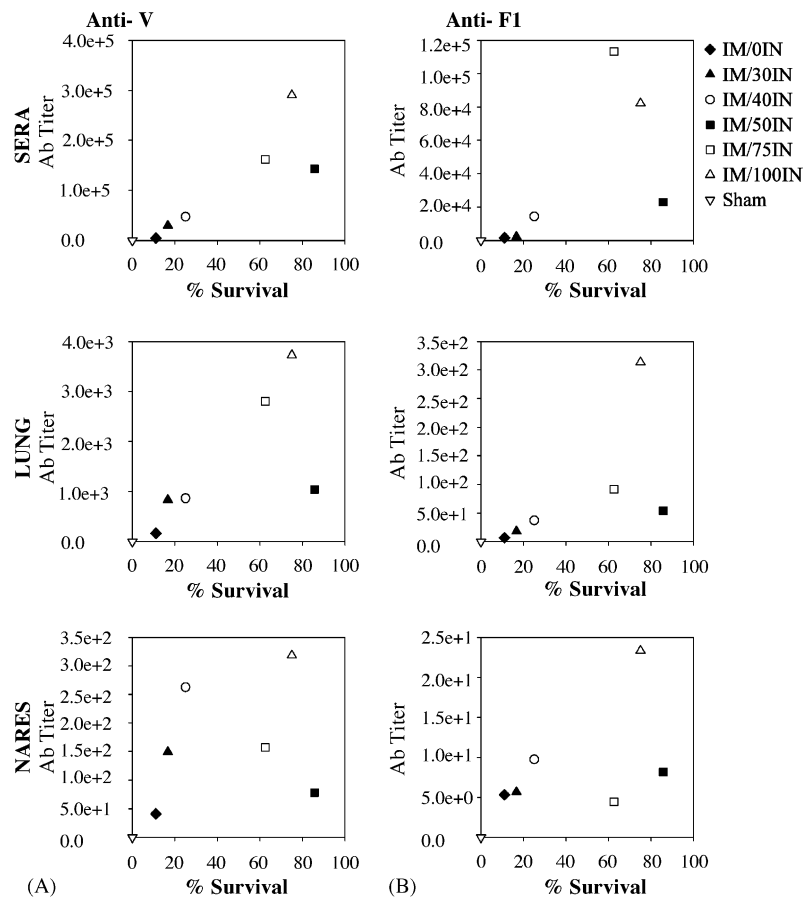 Anti- V
Anti- F1
SERA
Ab Titer
4.0e+5
3.0e+5
2.0e+5
1.0e+5
0.0
0 20 40 60 80 100
% Survival
Ab Titer
1.2e+5
1.0e+5
8.0e+4
6.0e+4
4.0e+4
2.0e+4
0.0
0 20 40 60 80 100
% Survival
IM/0IN
IM/30IN
IM/40IN
IM/50IN
IM/75IN
IM/100IN
Sham
LUNG
Ab Titer
4.0e+3
3.0e+3
2.0e+3
1.0e+3
0.0
0 20 40 60 80 100
% Survival
Ab Titer
3.5e+2
3.0e+2
2.5e+2
2.0e+2
1.5e+2
1.0e+2
5.0e+1
0.0
0 20 40 60 80 100
% Survival
NARES
Ab Titer
3.5e+2
3.0e+2
2.5e+2
2.0e+2
1.5e+2
1.0e+2
5.0e+1
0.0
0 20 40 60 80 100
% Survival
(A)
Ab Titer
2.5e+1
2.0e+1
1.0e+1
1.0e+1
5.0e+0
0.0
0 20 40 60 80 100
% Survival
(B)